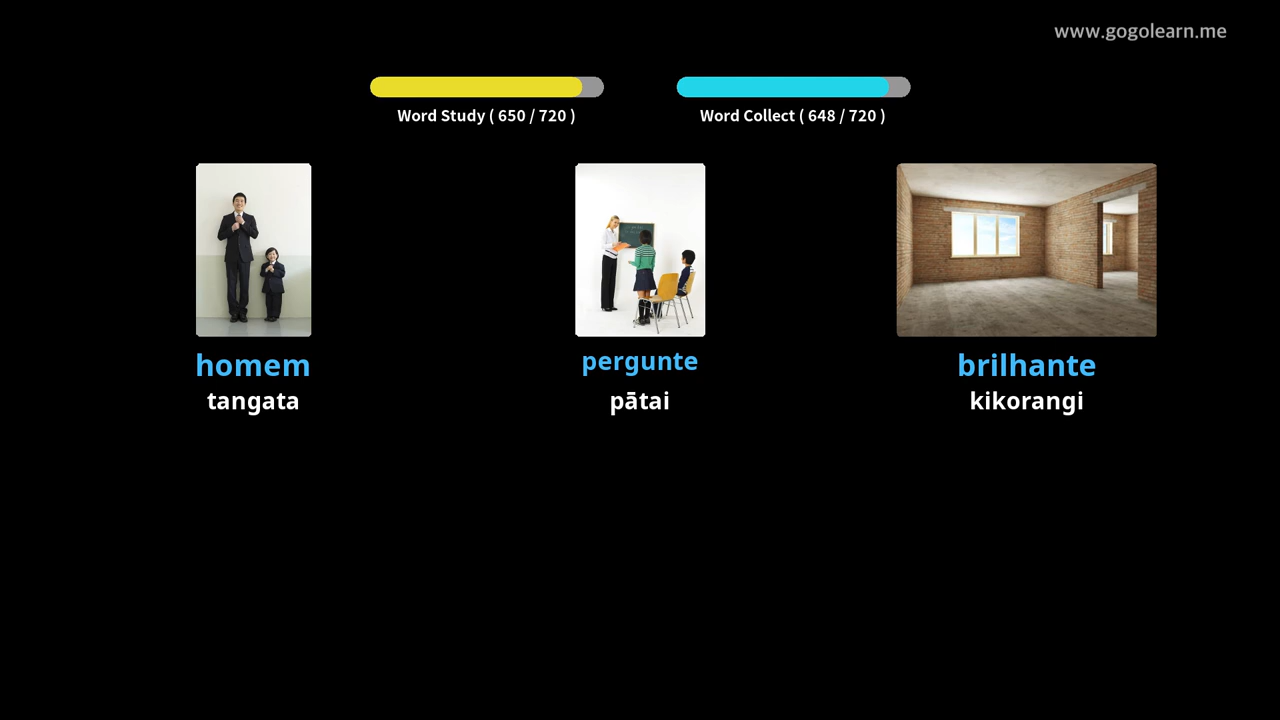 www.gogolearn.me
Word Study ( 650 / 720 )
Word Collect ( 648 / 720 )
homem
tangata
pergunte
pātai
brilhante
kikorangi